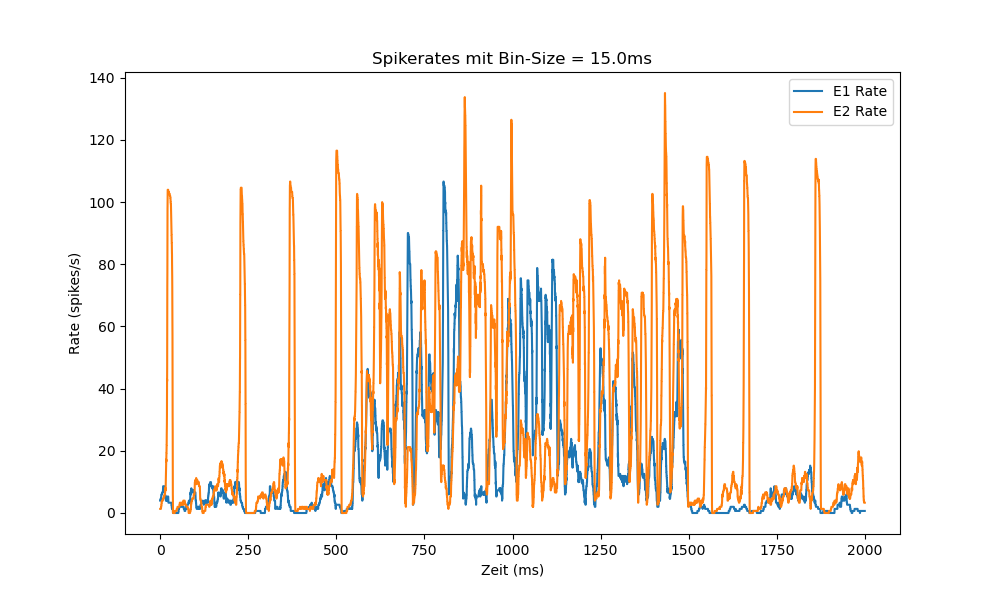 Spikerates mit Bin-Size = 15.0ms
140
120
100
80
60
40
20
0
Rate (spikes/s)
E1 Rate
E2 Rate
0 250 500 750 1000 1250 1500 1750 2000
Zeit (ms)